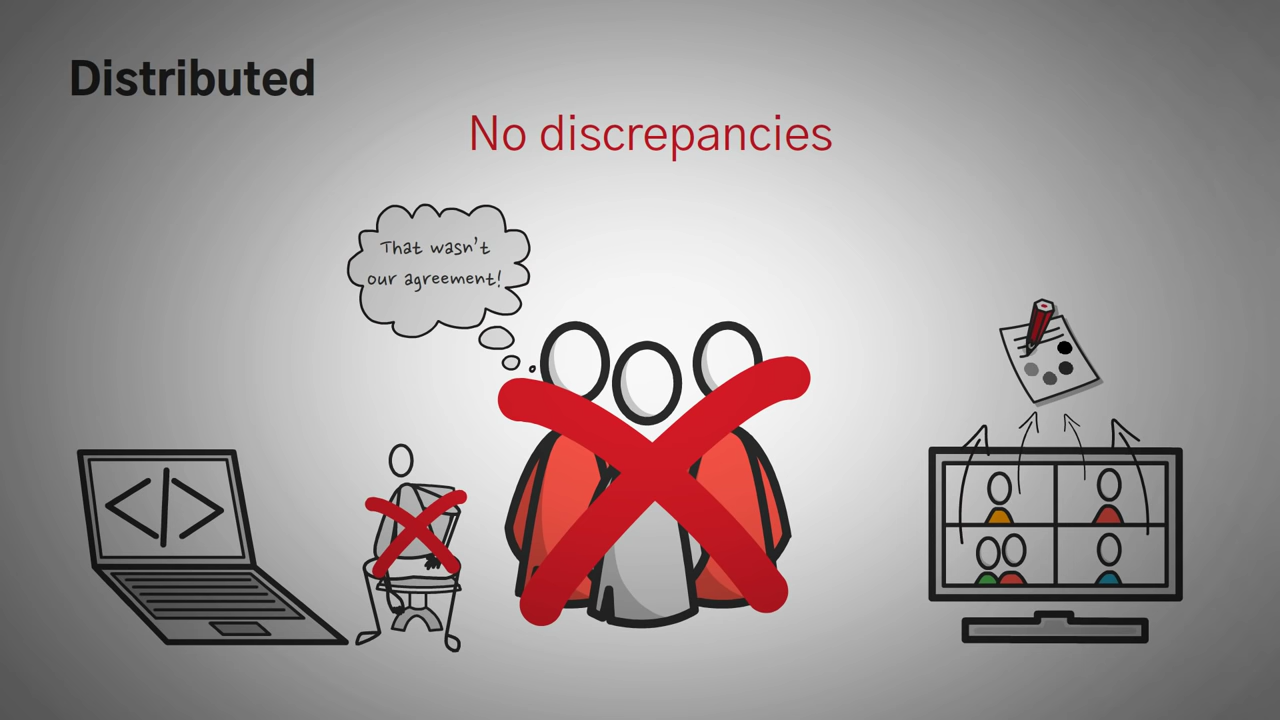 Distributed
No discrepancies
That wasn't
our agreement!
</>